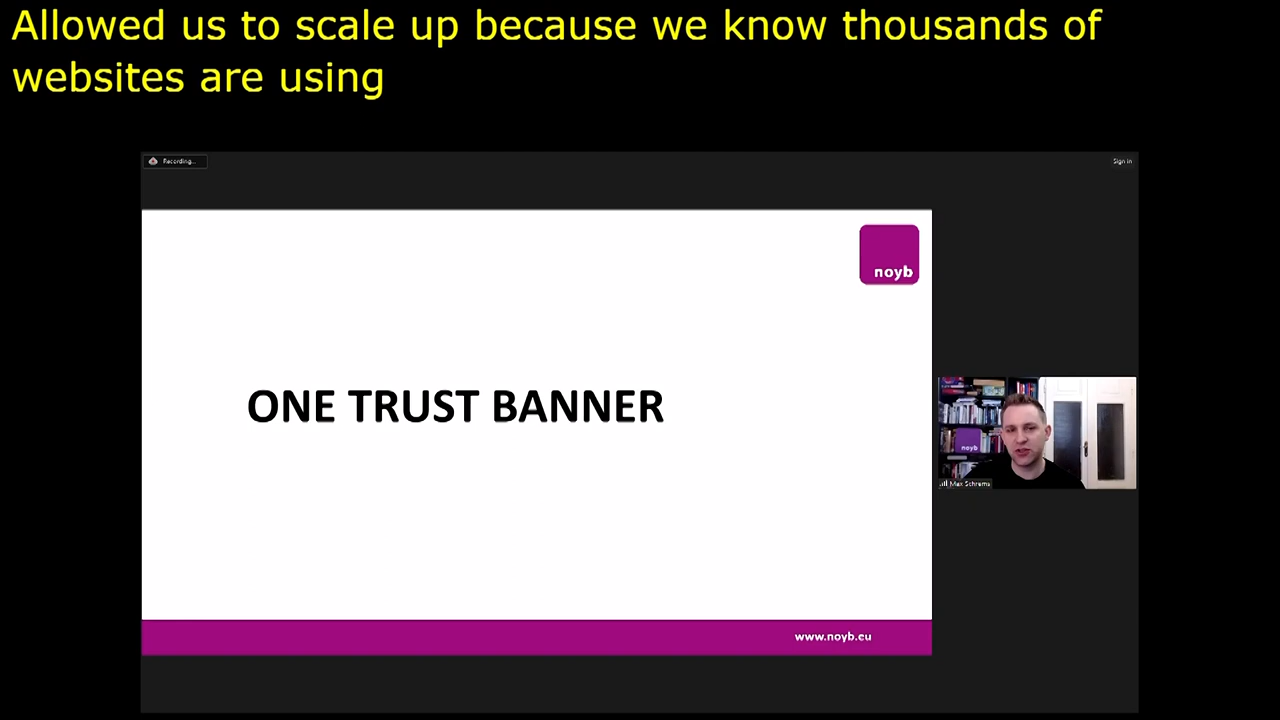 Allowed us to scale up because we know thousands of
websites are using
Recording...
Sign in
noyb
ONE TRUST BANNER
noyb
Max Schrems
www.noyb.eu